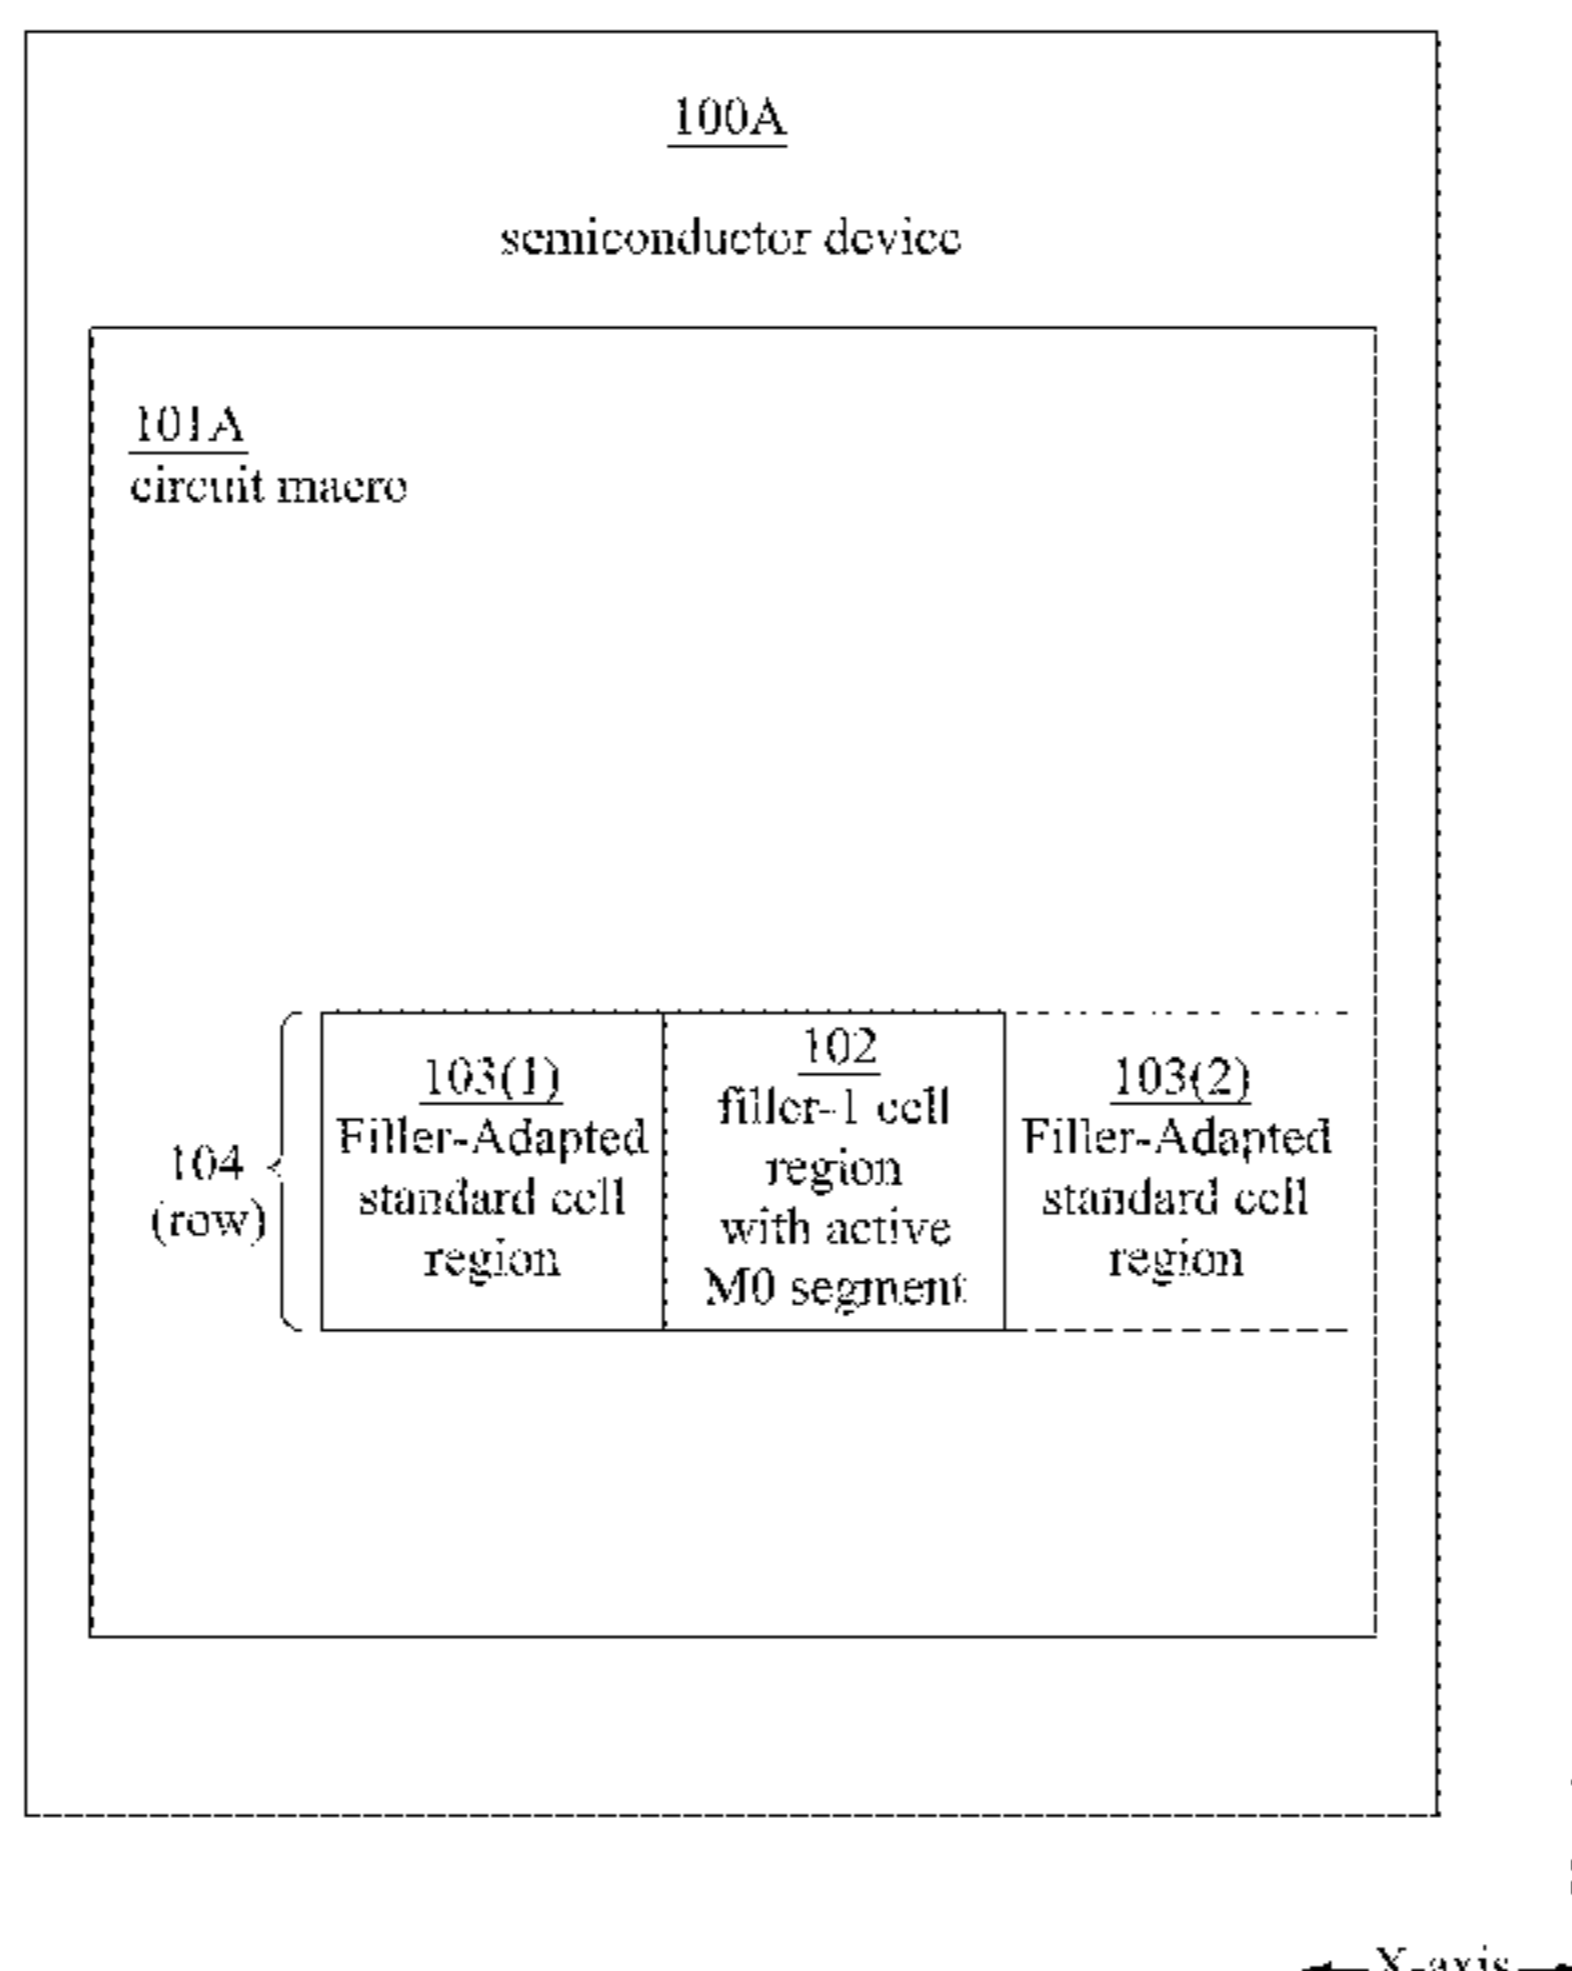 100A
semiconductor device
101A
circuit macro
104
(row)
103(1)
Filler-Adapted
standard cell
region
102
filler-1 cell
region
with active
M0 segment
103(2)
Filler-Adapted
standard cell
region
X-axis